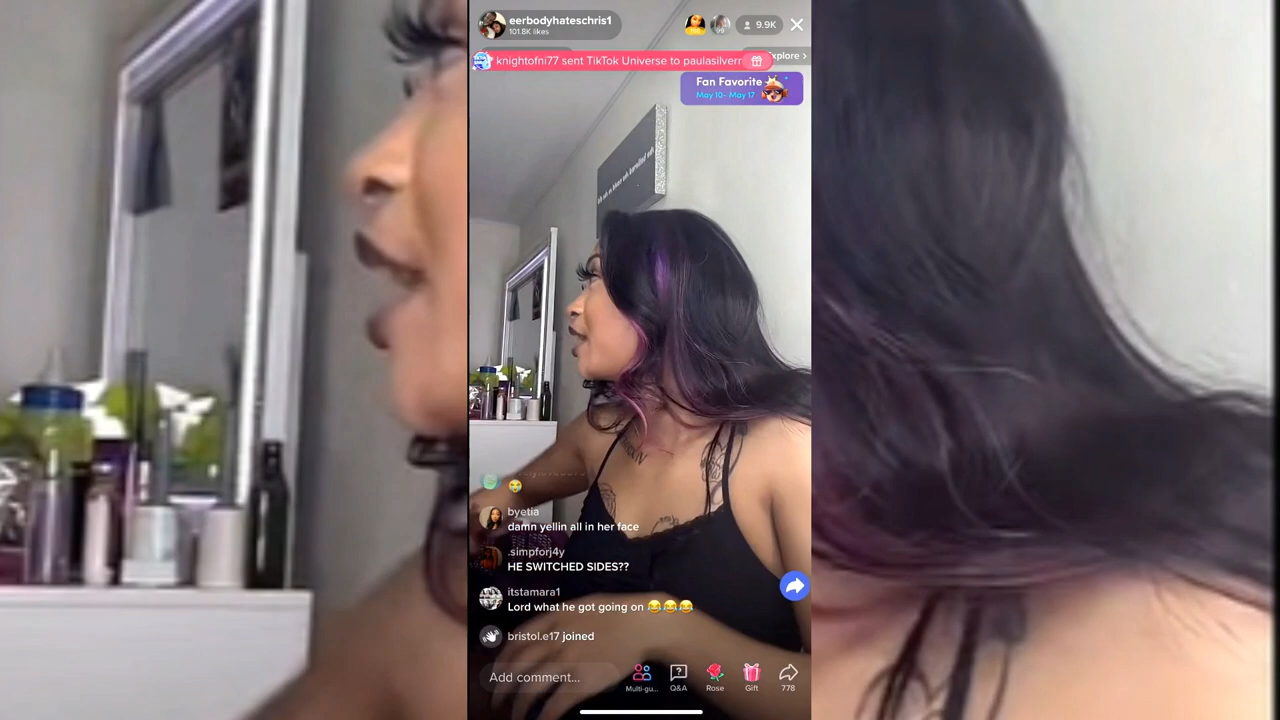 eerbodyhateschris1
101.8K likes
99
9.9K
knightofni77 sent TikTok Universe to paulasilverr
xplore >
Fan Favorite
May 10- May 17
byetia
damn yellin all in her face
.simpforj4y
HE SWITCHED SIDES??
itstamara1
Lord what he got going on 😂😂😂
bristol.e17 joined
Add comment...
Multi-gu...
Q&A
Rose
Gift
778